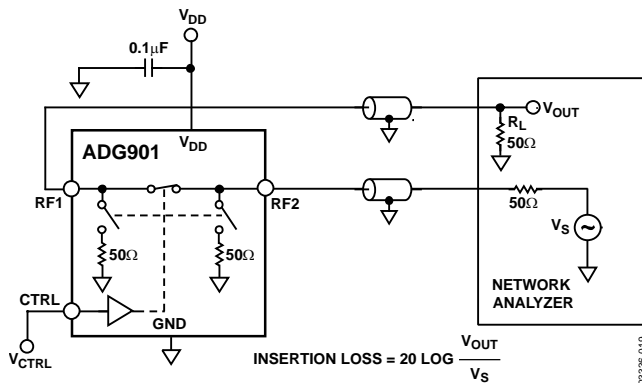 VDD
0.1µF
VOUT
VDD
RL
50Ω
ADG901
RF1
RF2
50Ω
50Ω
50Ω
VS
CTRL
NETWORK
ANALYZER
GND
VCTRL
INSERTION LOSS = 20 LOG VOUT
VS